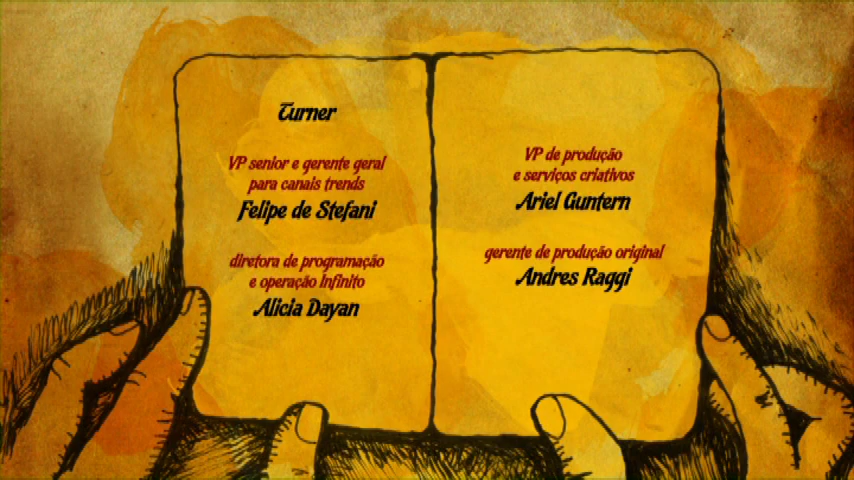 Turner
VP senior e gerente geral
para canais trends
Felipe de Stefani
diretora de programação
e operação Infinito
Alicia Dayan
VP de produção
e serviços criativos
Ariel Guntern
gerente de produção original
Andres Raggi